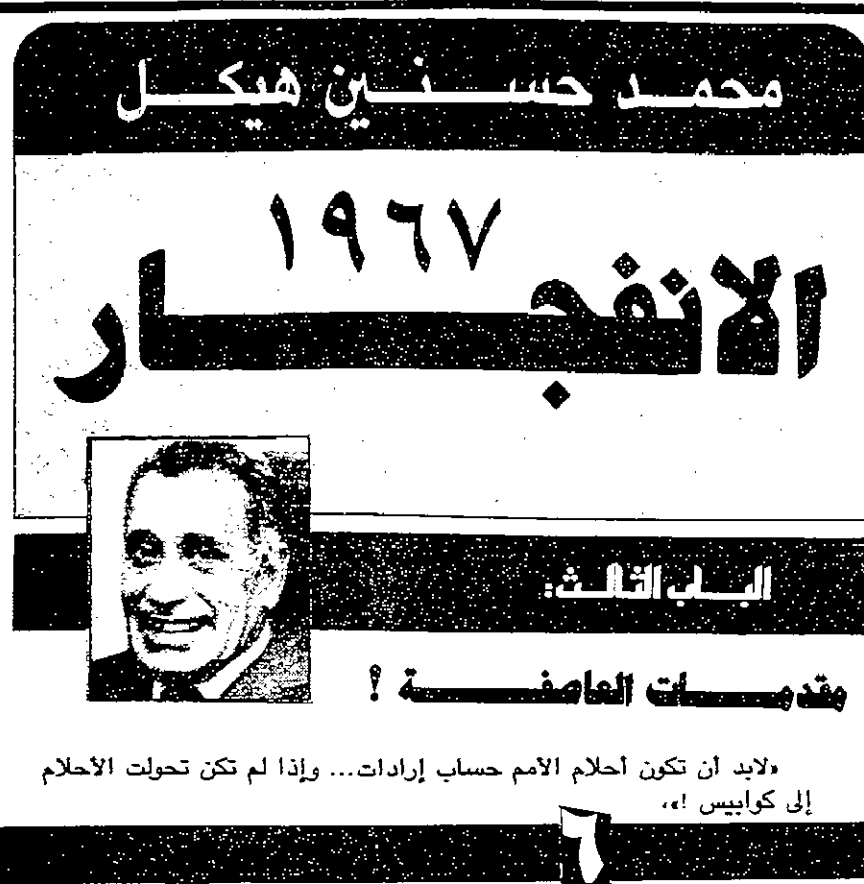 محمد حسنين هيكل
١٩٦٧
الانفجار
الباب الثالث:
مقدمات العاصفة !
«لابد أن تكون أحلام الأمم حساب إرادات... وإذا لم تكن تحولت الأحلام
إلى كوابيس !».
٦